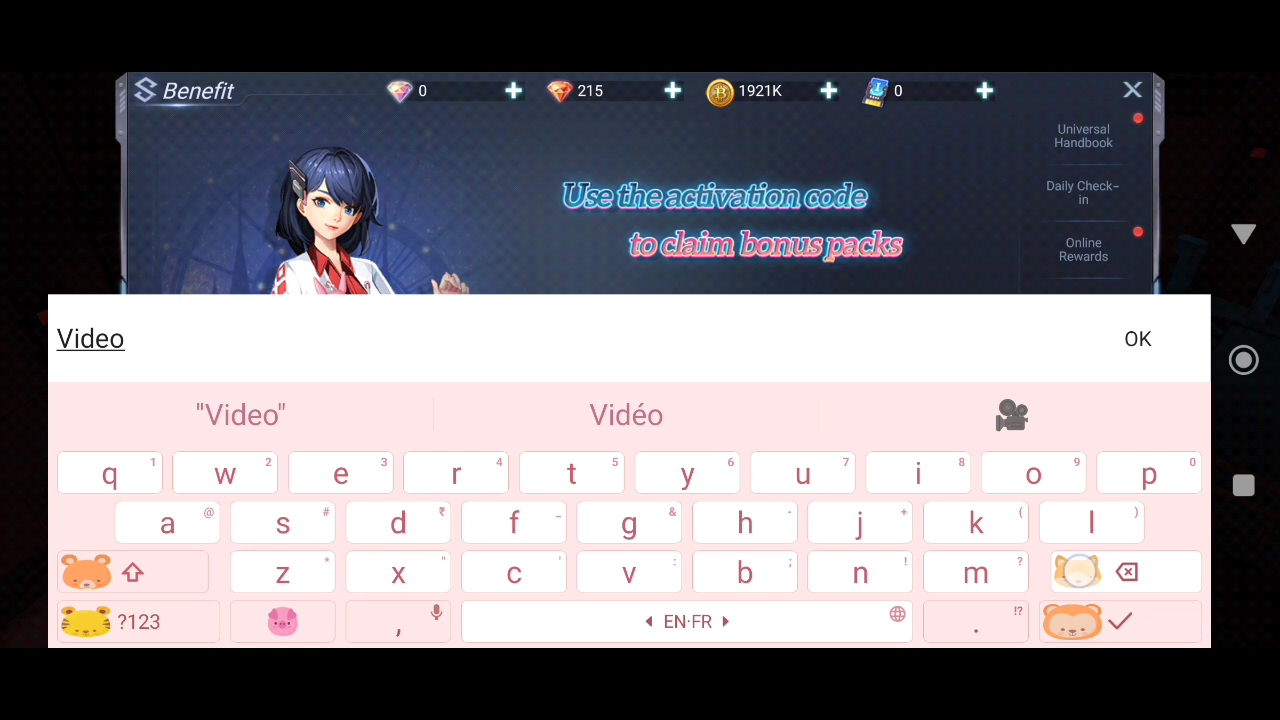 Benefit
0
215
1921K
0
Universal
Handbook
Daily Check-
in
Online
Rewards
Use the activation code
to claim bonus packs
Video
OK
"Video" Vidéo
q 1 w 2 e 3 r 4 t 5 y 6 u 7 i 8 o 9 p 0
a @ s # d ₹ f _ g & h - j + k ( l )
z * x " c ' v : b ; n ! m ?
?123 , EN·FR . !?